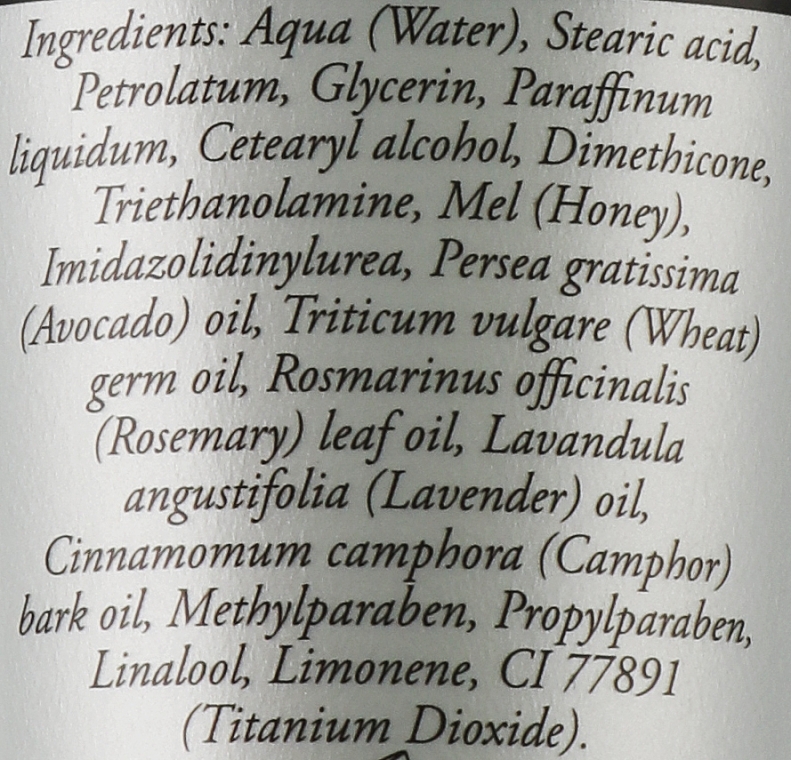 Ingredients: Aqua (Water), Stearic acid,
Petrolatum, Glycerin, Paraffinum
liquidum, Cetearyl alcohol, Dimethicone,
Triethanolamine, Mel (Honey),
Imidazolidinylurea, Persea gratissima
(Avocado) oil, Triticum vulgare (Wheat)
germ oil, Rosmarinus officinalis
(Rosemary) leaf oil, Lavandula
angustifolia (Lavender) oil,
Cinnamomum camphora (Camphor)
bark oil, Methylparaben, Propylparaben,
Linalool, Limonene, CI 77891
(Titanium Dioxide).